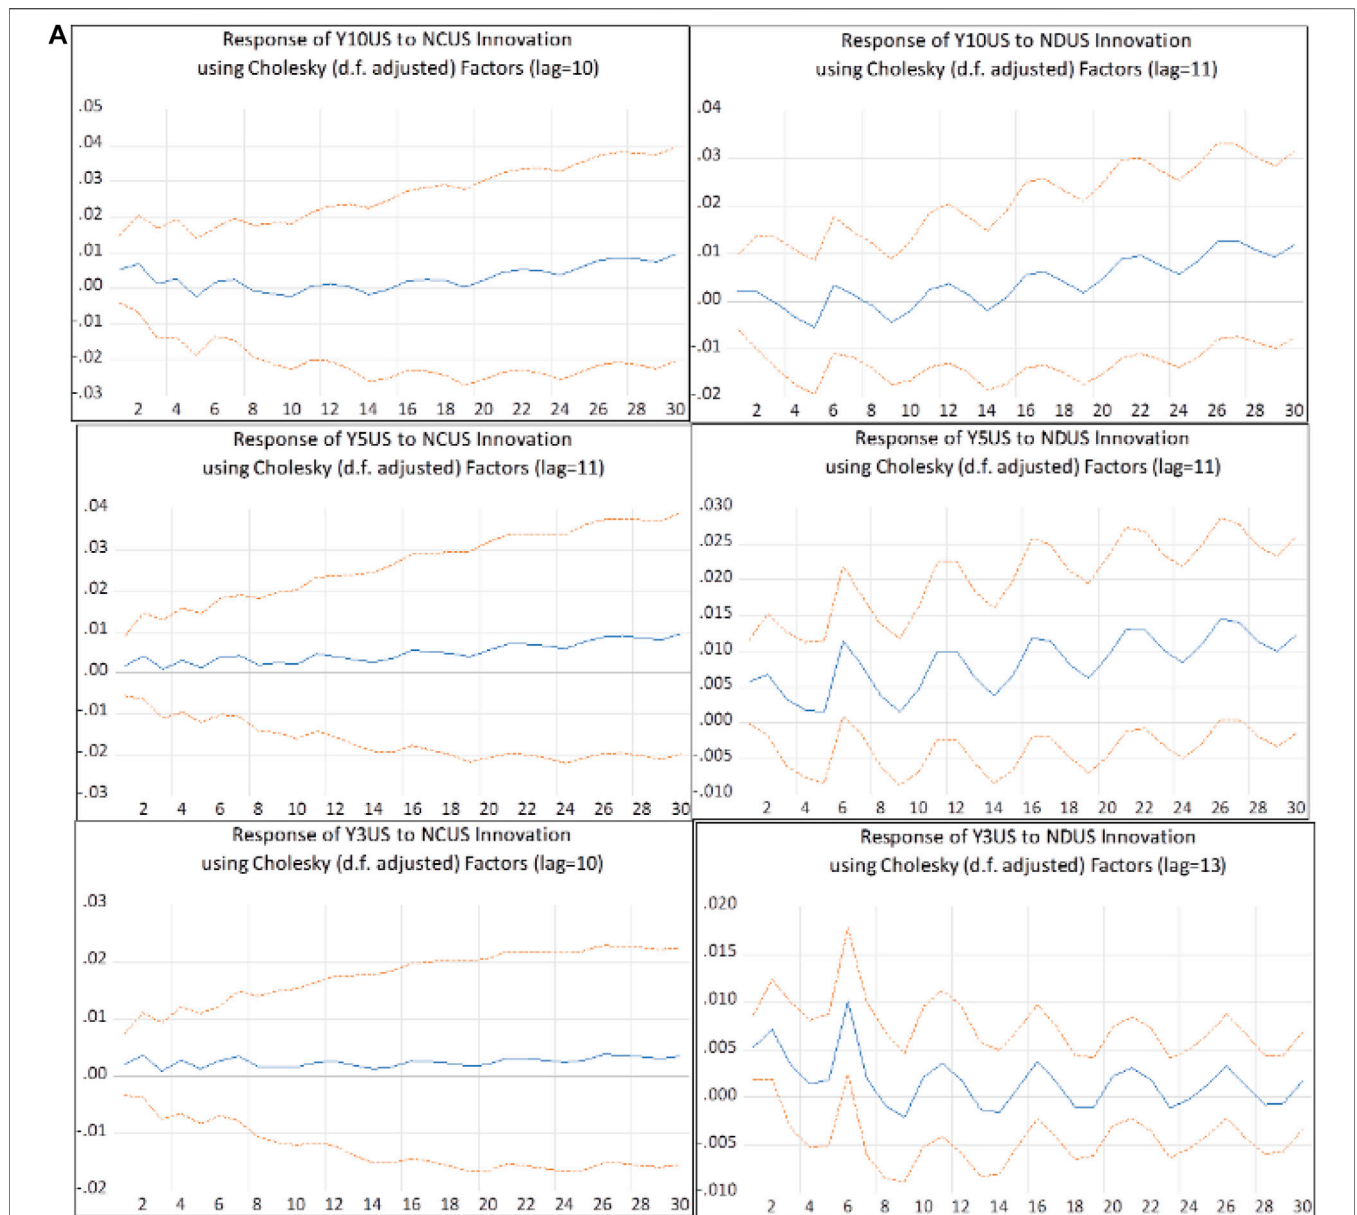 A
Response of Y10US to NCUS Innovation
using Cholesky (d.f. adjusted) Factors (lag=10)
.05
.04
.03
.02
.01
.00
-.01
-.02
-.03
2 4 6 8 10 12 14 16 18 20 22 24 26 28 30
Response of Y10US to NDUS Innovation
using Cholesky (d.f. adjusted) Factors (lag=11)
.04
.03
.02
.01
.00
-.01
-.02
2 4 6 8 10 12 14 16 18 20 22 24 26 28 30
Response of Y5US to NCUS Innovation
using Cholesky (d.f. adjusted) Factors (lag=11)
.04
.03
.02
.01
.00
-.01
-.02
-.03
2 4 6 8 10 12 14 16 18 20 22 24 26 28 30
Response of Y5US to NDUS Innovation
using Cholesky (d.f. adjusted) Factors (lag=11)
.030
.025
.020
.015
.010
.005
.000
-.005
-.010
2 4 6 8 10 12 14 16 18 20 22 24 26 28 30
Response of Y3US to NCUS Innovation
using Cholesky (d.f. adjusted) Factors (lag=10)
.03
.02
.01
.00
-.01
-.02
2 4 6 8 10 12 14 16 18 20 22 24 26 28 30
Response of Y3US to NDUS Innovation
using Cholesky (d.f. adjusted) Factors (lag=13)
.020
.015
.010
.005
.000
-.005
-.010
2 4 6 8 10 12 14 16 18 20 22 24 26 28 30